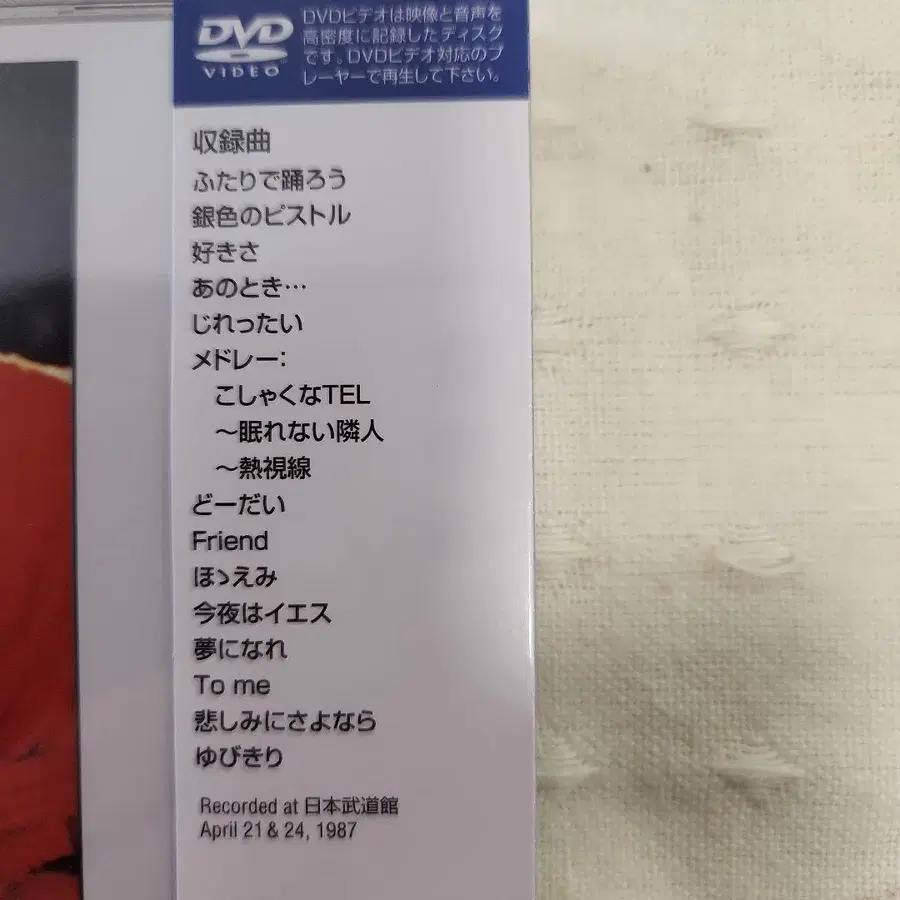 DVD
VIDEO
DVDビデオは映像と音声を
高密度に記録したディスク
です。DVDビデオ対応のプ
レーヤーで再生して下さい。
収録曲
ふたりで踊ろう
銀色のピストル
好きさ
あのとき…
じれったい
メドレー:
こしゃくなTEL
〜眠れない隣人
〜熱視線
どーだい
Friend
ほゝえみ
今夜はイエス
夢になれ
To me
悲しみにさよなら
ゆびきり
Recorded at 日本武道館
April 21 & 24, 1987